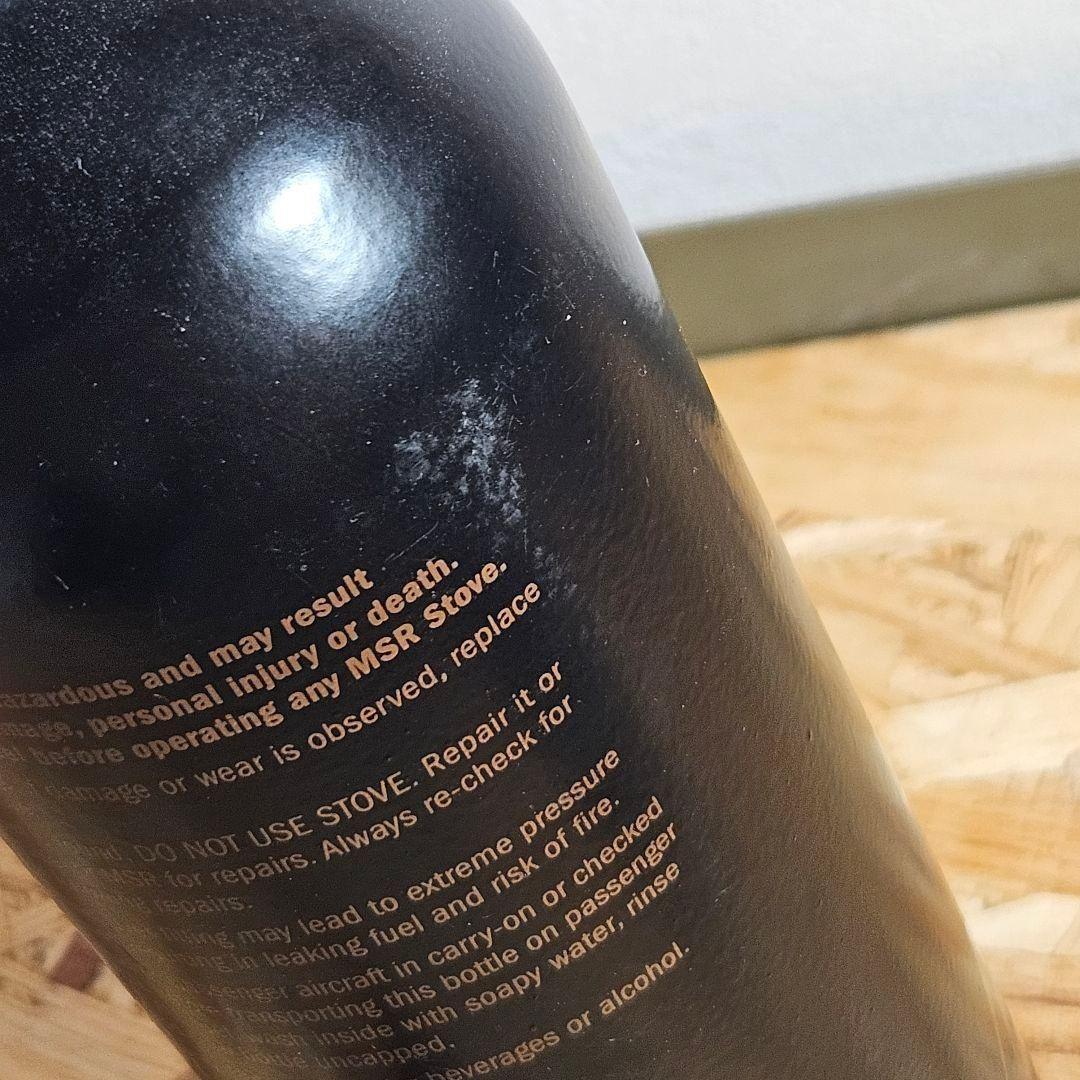 azardous and may result
age, personal injury or death.
before operating any MSR Stove.
damage or wear is observed, replace
DO NOT USE STOVE. Repair it or
MSR for repairs. Always re-check for
repairs.
may lead to extreme pressure
in leaking fuel and risk of fire.
aircraft in carry-on or checked
transporting this bottle on passenger
wash inside with soapy water, rinse
uncapped.
beverages or alcohol.